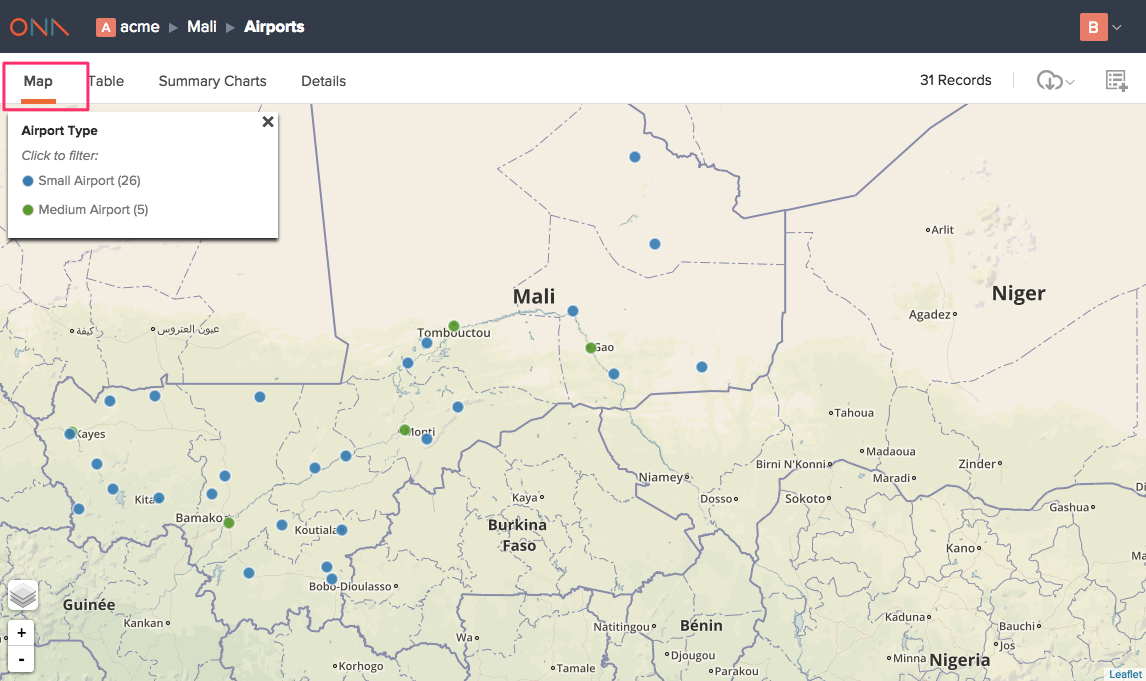 ONA
A acme ▸ Mali ▸ Airports
B
Map
Table
Summary Charts
Details
31 Records
Airport Type
Click to filter:
Small Airport (26)
Medium Airport (5)
Arlit
Mali
Niger
Agadez
Tombouctou
كيفة
عيون العتروس
Gao
Tahoua
Kayes
Monti
Madaoua
Birni N'Konni
Zinder
Niamey
Maradi
Kita
Kaya
Dosso
Sokoto
Gashua
Bamako
Koutiala
Burkina
Faso
Kano
Bobo-Dioulasso
Guinée
Kankan
Natitingou
Bénin
Kaduna
Bauchi
Wa
Jos
Djougou
Minna
Nigeria
Korhogo
Tamale
Parakou
+
-
Leaflet